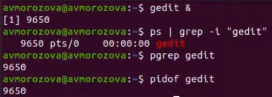 avmorozova@avmorozova:~$ gedit &
[1] 9650
avmorozova@avmorozova:~$ ps | grep -i "gedit"
   9650 pts/0    00:00:00 gedit
avmorozova@avmorozova:~$ pgrep gedit
9650
avmorozova@avmorozova:~$ pidof gedit
9650